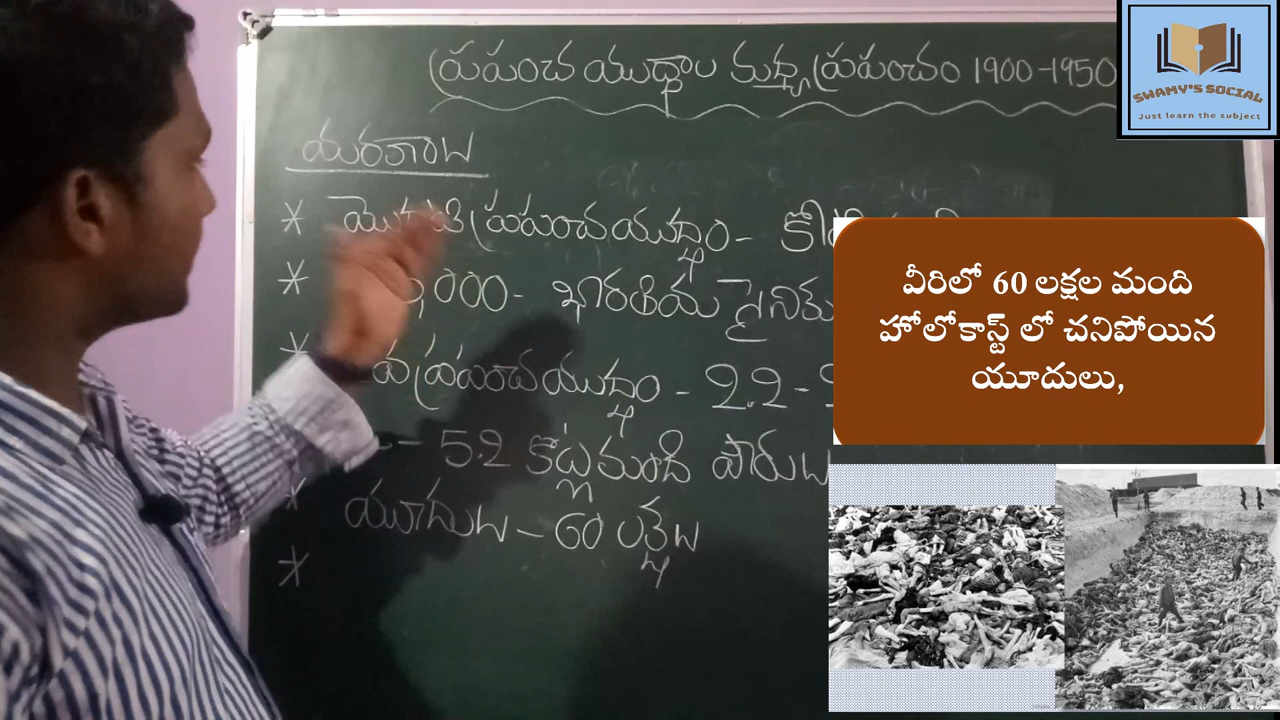 ప్రపంచ యుద్ధాల మధ్య ప్రపంచం 1900-1950
SWAMY'S SOCIAL
Just learn the subject
మరణాలు
* మొదటి ప్రపంచయుద్ధం -
,000- భారతీయ సైనికు
*
ప్రపంచయుద్ధం - 2.2-
- 5.2 కోట్లమంది పౌరులు
* యూదులు - 60 లక్షలు
*
వీరిలో 60 లక్షల మంది
హోలోకాస్ట్ లో చనిపోయిన
యూదులు,